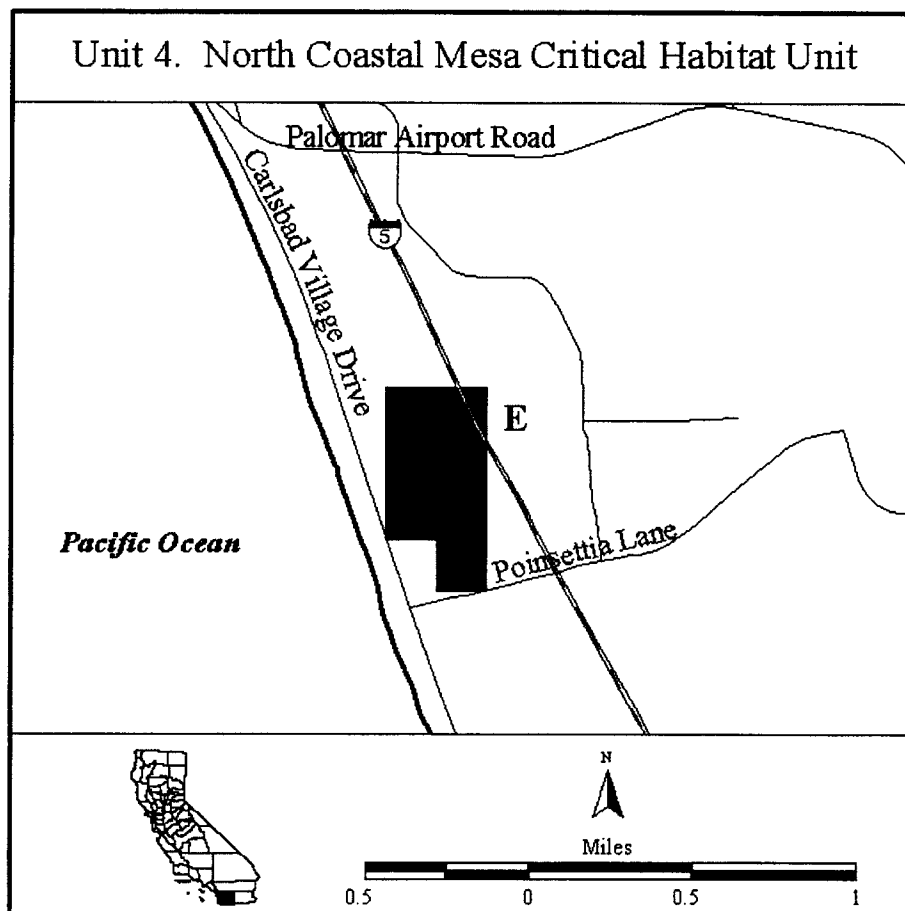 Unit 4. North Coastal Mesa Critical Habitat Unit
Palomar Airport Road
Carlsbad Village Drive
5
E
Pacific Ocean
Poinsettia Lane
N
Miles
0.5 0 0.5 1